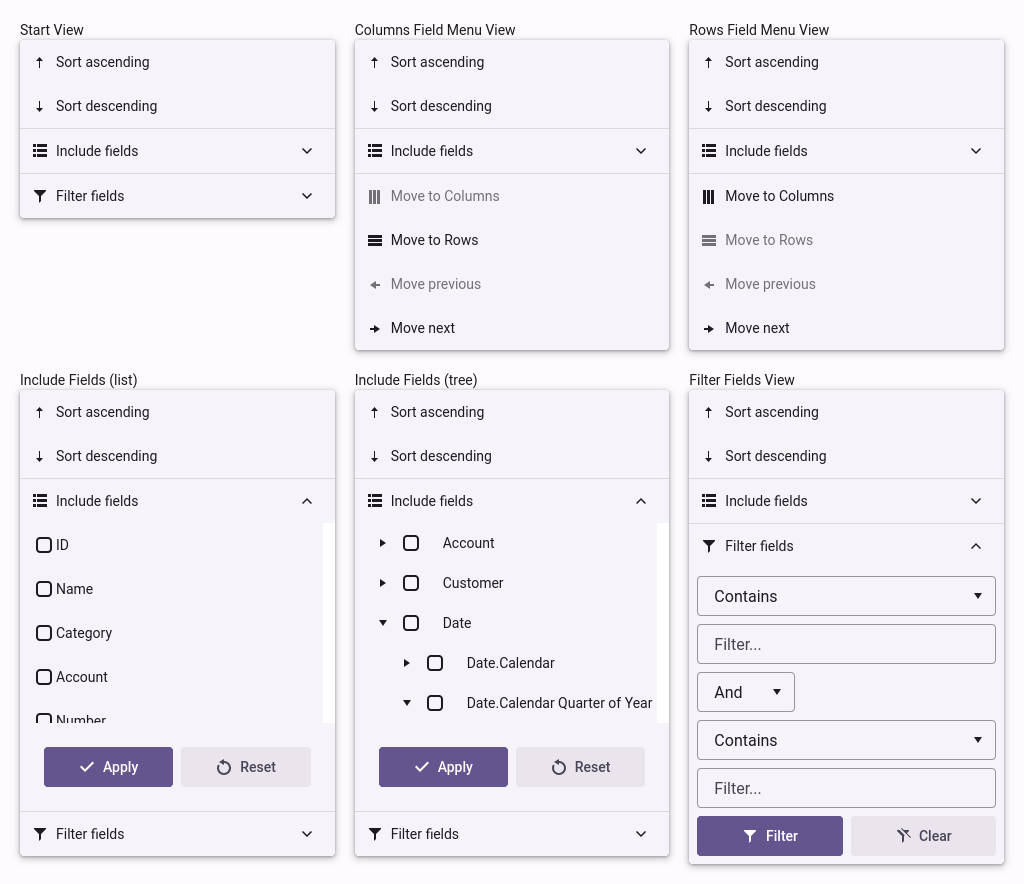 Start View
Sort ascending
Sort descending
Include fields
Filter fields
Columns Field Menu View
Sort ascending
Sort descending
Include fields
Move to Columns
Move to Rows
Move previous
Move next
Rows Field Menu View
Sort ascending
Sort descending
Include fields
Move to Columns
Move to Rows
Move previous
Move next
Include Fields (list)
Sort ascending
Sort descending
Include fields
ID
Name
Category
Account
Number
Apply Reset
Filter fields
Include Fields (tree)
Sort ascending
Sort descending
Include fields
Account
Customer
Date
Date.Calendar
Date.Calendar Quarter of Year
Apply Reset
Filter fields
Filter Fields View
Sort ascending
Sort descending
Include fields
Filter fields
Contains
Filter...
And
Contains
Filter...
Filter Clear